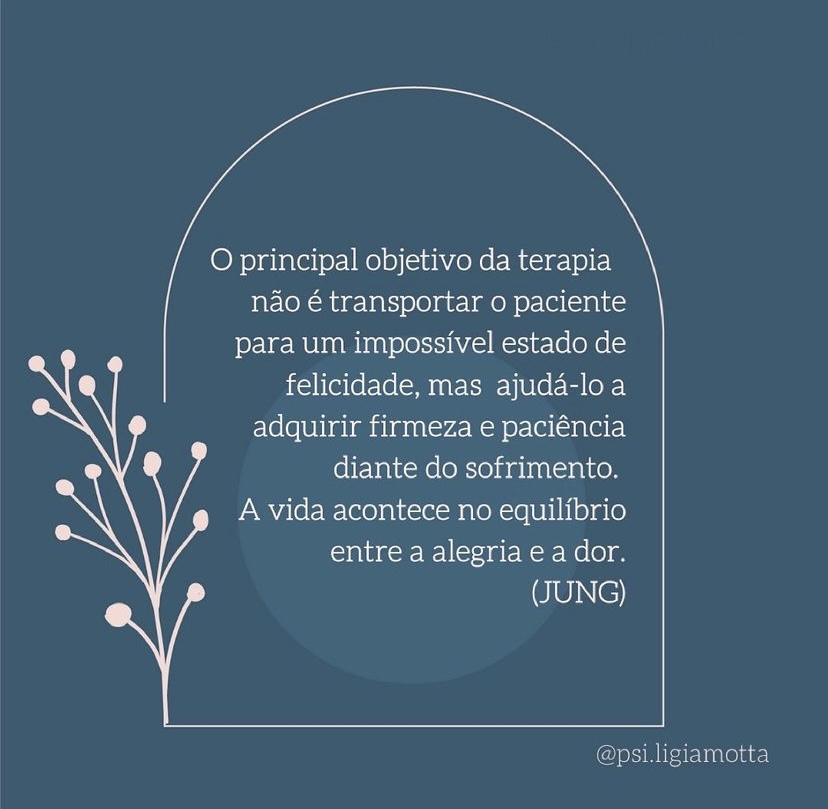 O principal objetivo da terapia
não é transportar o paciente
para um impossível estado de
felicidade, mas ajudá-lo a
adquirir firmeza e paciência
diante do sofrimento.
A vida acontece no equilíbrio
entre a alegria e a dor.
(JUNG)
@psi.ligiamotta